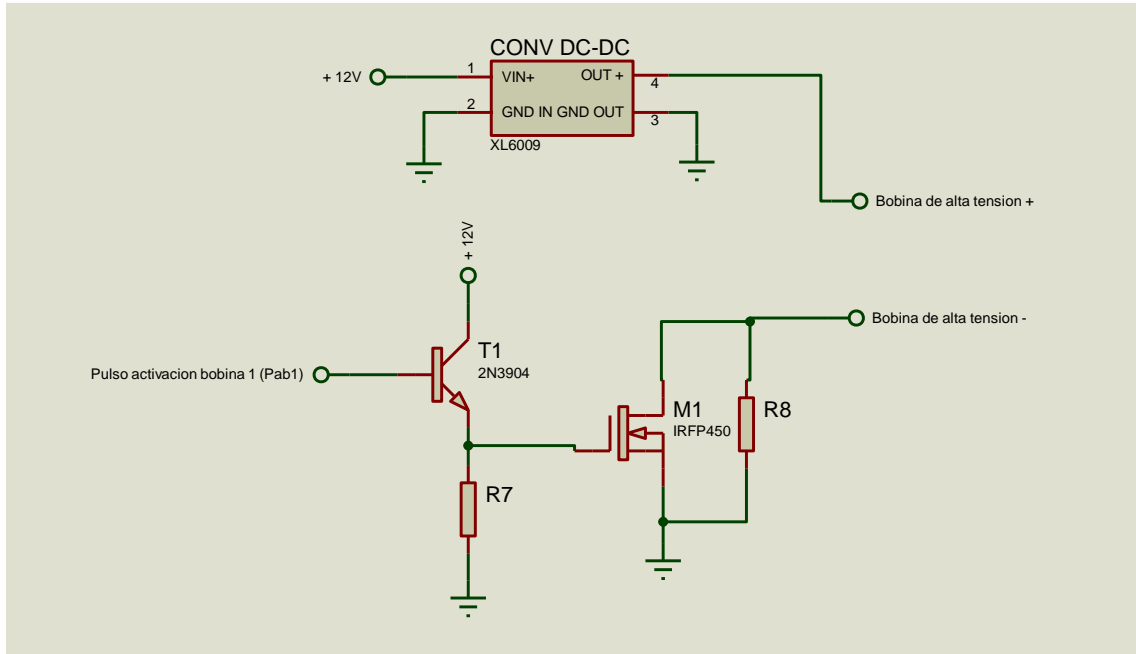 CONV DC-DC
+ 12V
1
VIN+
OUT +
4
2
GND IN GND OUT
3
XL6009
Bobina de alta tension +
+ 12V
Bobina de alta tension -
T1
2N3904
Pulso activacion bobina 1 (Pab1)
M1
IRFP450
R8
R7